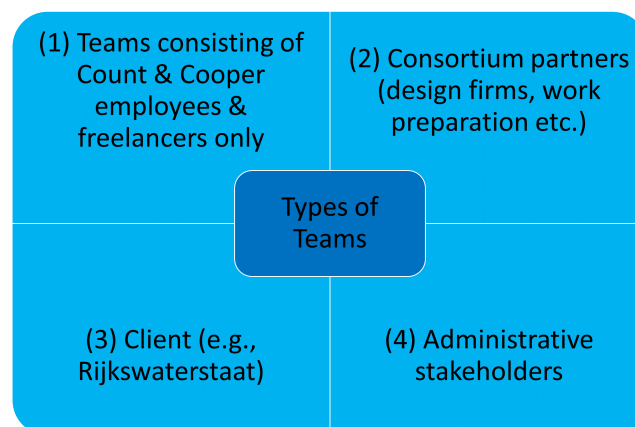 (1) Teams consisting of
Count & Cooper
employees &
freelancers only
(2) Consortium partners
(design firms, work
preparation etc.)
Types of
Teams
(3) Client (e.g.,
Rijkswaterstaat)
(4) Administrative
stakeholders